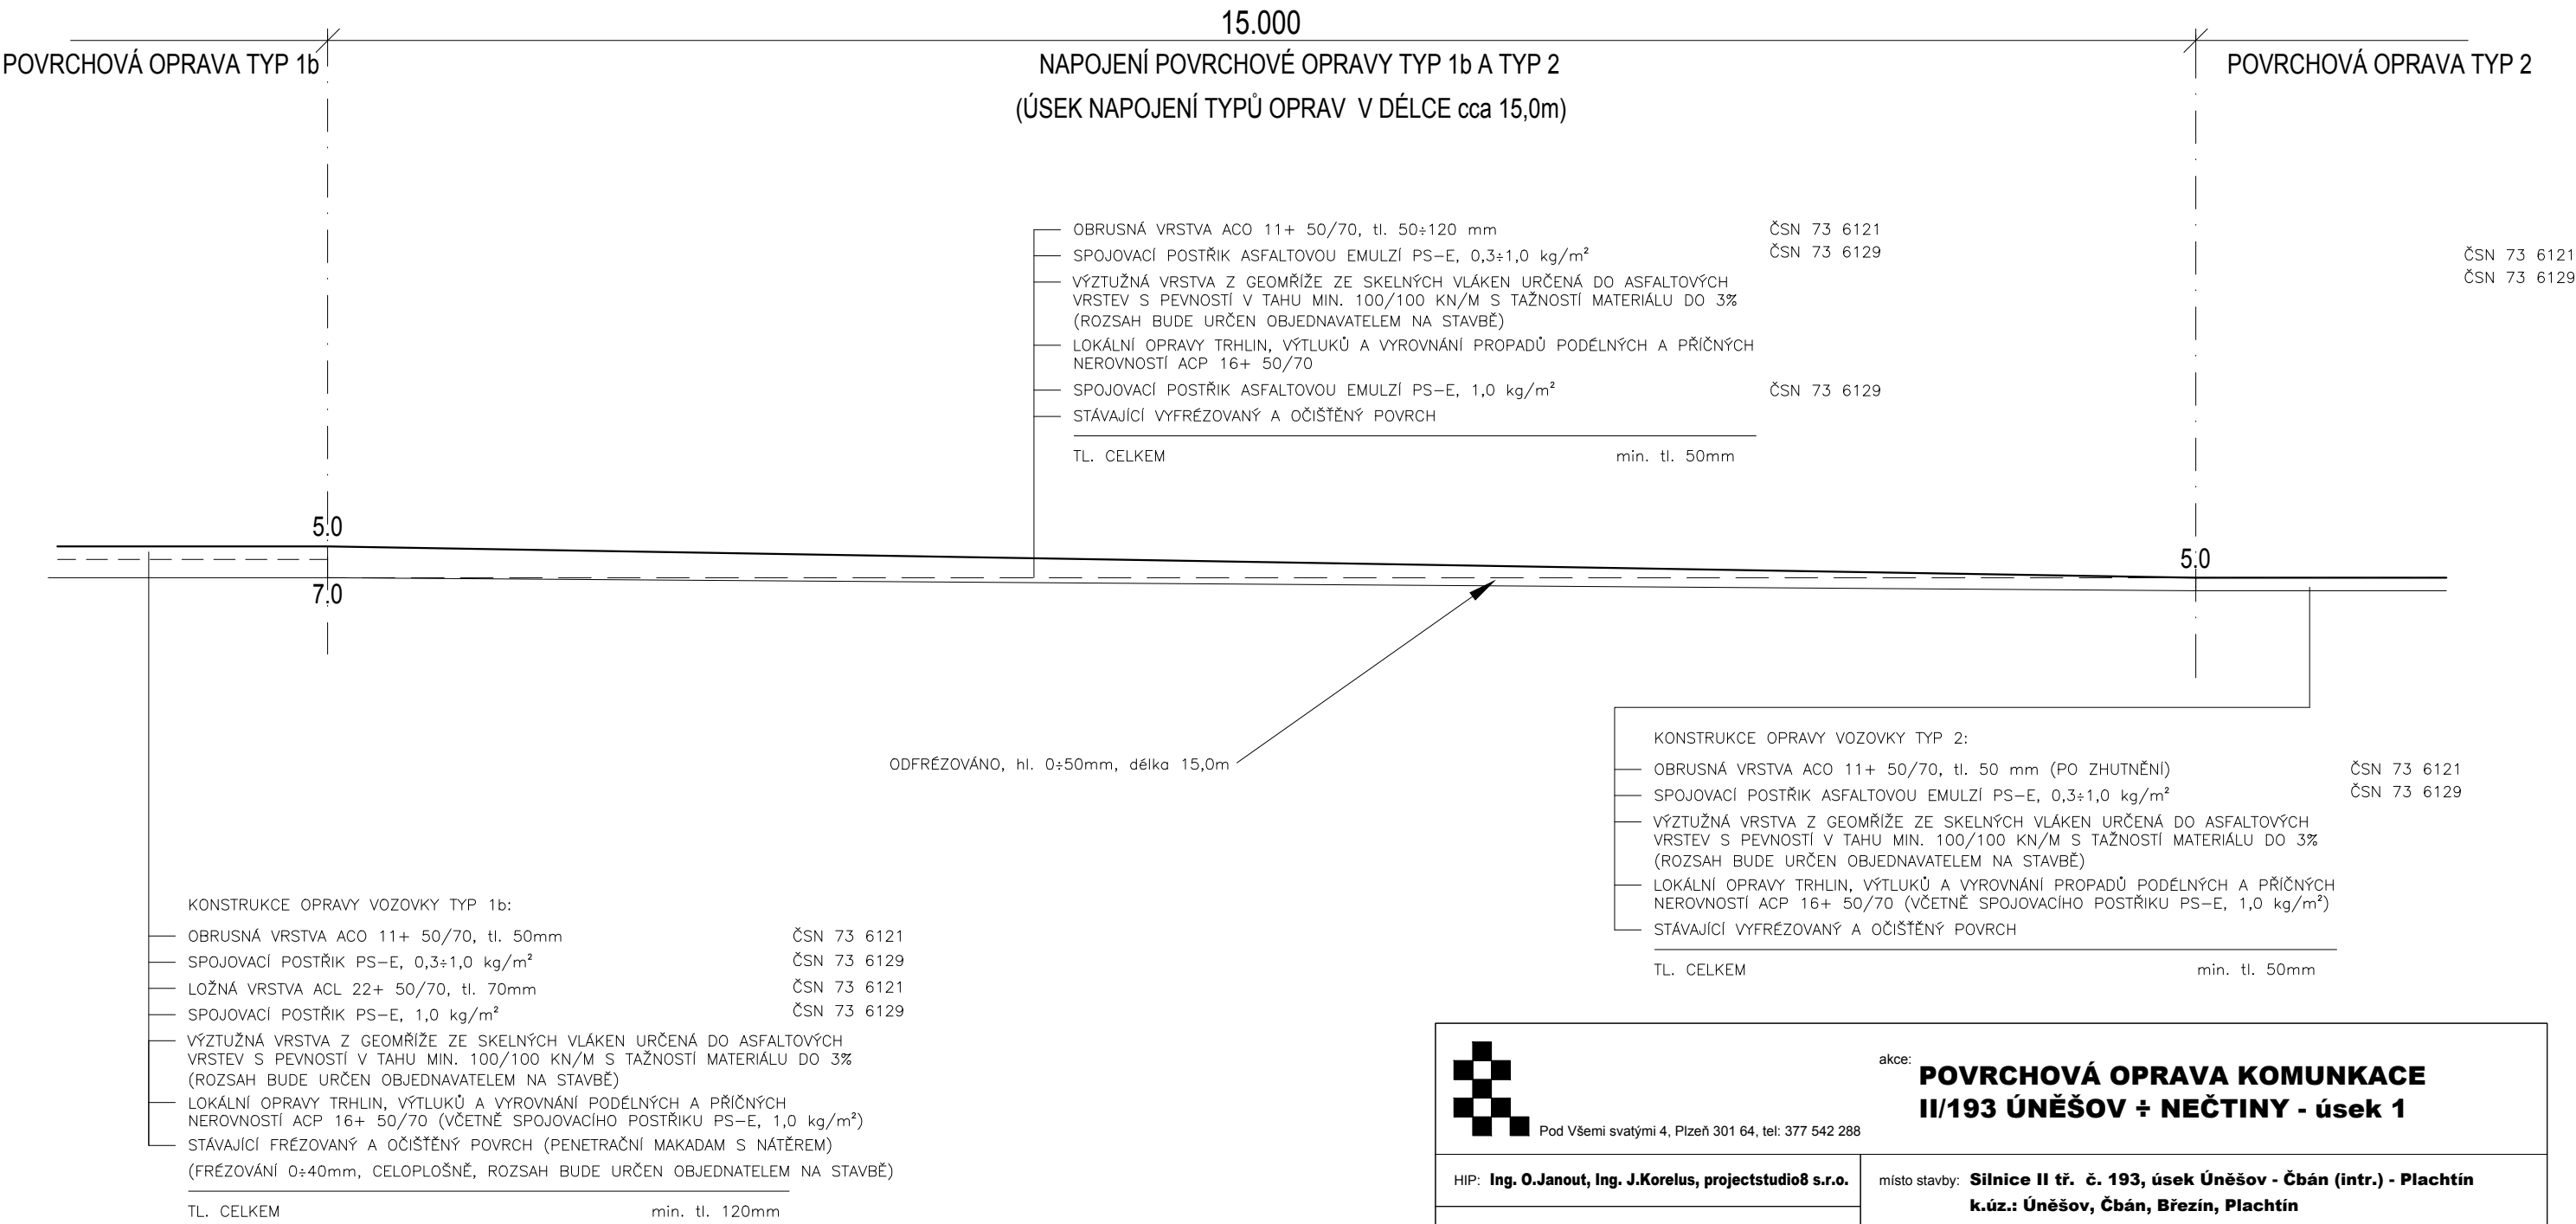 15.000
POVRCHOVÁ OPRAVA TYP 1b
NAPOJENÍ POVRCHOVÉ OPRAVY TYP 1b A TYP 2
POVRCHOVÁ OPRAVA TYP 2
(ÚSEK NAPOJENÍ TYPŮ OPRAV V DÉLCE cca 15,0m)
OBRUSNÁ VRSTVA ACO 11+ 50/70, tl. 50÷120 mm ČSN 73 6121
SPOJOVACÍ POSTŘIK ASFALTOVOU EMULZÍ PS-E, 0,3÷1,0 kg/m² ČSN 73 6129
VÝZTUŽNÁ VRSTVA Z GEOMŘÍŽE ZE SKELNÝCH VLÁKEN URČENÁ DO ASFALTOVÝCH
VRSTEV S PEVNOSTÍ V TAHU MIN. 100/100 KN/M S TAŽNOSTÍ MATERIÁLU DO 3%
(ROZSAH BUDE URČEN OBJEDNAVATELEM NA STAVBĚ)
LOKÁLNÍ OPRAVY TRHLIN, VÝTLUKŮ A VYROVNÁNÍ PROPADŮ PODÉLNÝCH A PŘÍČNÝCH
NEROVNOSTÍ ACP 16+ 50/70
SPOJOVACÍ POSTŘIK ASFALTOVOU EMULZÍ PS-E, 1,0 kg/m² ČSN 73 6129
STÁVAJÍCÍ VYFRÉZOVANÝ A OČIŠTĚNÝ POVRCH
TL. CELKEM min. tl. 50mm
ČSN 73 6121
ČSN 73 6129
5.0
7.0
5.0
ODFRÉZOVÁNO, hl. 0÷50mm, délka 15,0m
KONSTRUKCE OPRAVY VOZOVKY TYP 2:
OBRUSNÁ VRSTVA ACO 11+ 50/70, tl. 50 mm (PO ZHUTNĚNÍ) ČSN 73 6121
SPOJOVACÍ POSTŘIK ASFALTOVOU EMULZÍ PS-E, 0,3÷1,0 kg/m² ČSN 73 6129
VÝZTUŽNÁ VRSTVA Z GEOMŘÍŽE ZE SKELNÝCH VLÁKEN URČENÁ DO ASFALTOVÝCH
VRSTEV S PEVNOSTÍ V TAHU MIN. 100/100 KN/M S TAŽNOSTÍ MATERIÁLU DO 3%
(ROZSAH BUDE URČEN OBJEDNAVATELEM NA STAVBĚ)
LOKÁLNÍ OPRAVY TRHLIN, VÝTLUKŮ A VYROVNÁNÍ PROPADŮ PODÉLNÝCH A PŘÍČNÝCH
NEROVNOSTÍ ACP 16+ 50/70 (VČETNĚ SPOJOVACÍHO POSTŘIKU PS-E, 1,0 kg/m²)
STÁVAJÍCÍ VYFRÉZOVANÝ A OČIŠTĚNÝ POVRCH
TL. CELKEM min. tl. 50mm
KONSTRUKCE OPRAVY VOZOVKY TYP 1b:
OBRUSNÁ VRSTVA ACO 11+ 50/70, tl. 50mm ČSN 73 6121
SPOJOVACÍ POSTŘIK PS-E, 0,3÷1,0 kg/m² ČSN 73 6129
LOŽNÁ VRSTVA ACL 22+ 50/70, tl. 70mm ČSN 73 6121
SPOJOVACÍ POSTŘIK PS-E, 1,0 kg/m² ČSN 73 6129
VÝZTUŽNÁ VRSTVA Z GEOMŘÍŽE ZE SKELNÝCH VLÁKEN URČENÁ DO ASFALTOVÝCH
VRSTEV S PEVNOSTÍ V TAHU MIN. 100/100 KN/M S TAŽNOSTÍ MATERIÁLU DO 3%
(ROZSAH BUDE URČEN OBJEDNAVATELEM NA STAVBĚ)
LOKÁLNÍ OPRAVY TRHLIN, VÝTLUKŮ A VYROVNÁNÍ PODÉLNÝCH A PŘÍČNÝCH
NEROVNOSTÍ ACP 16+ 50/70 (VČETNĚ SPOJOVACÍHO POSTŘIKU PS-E, 1,0 kg/m²)
STÁVAJÍCÍ FRÉZOVANÝ A OČIŠTĚNÝ POVRCH (PENETRAČNÍ MAKADAM S NÁTĚREM)
(FRÉZOVÁNÍ 0÷40mm, CELOPLOŠNĚ, ROZSAH BUDE URČEN OBJEDNATELEM NA STAVBĚ)
TL. CELKEM min. tl. 120mm
akce: POVRCHOVÁ OPRAVA KOMUNKACE
II/193 ÚNĚŠOV ÷ NEČTINY - úsek 1
Pod Všemi svatými 4, Plzeň 301 64, tel: 377 542 288
HIP: Ing. O.Janout, Ing. J.Korelus, projectstudio8 s.r.o.
místo stavby: Silnice II tř. č. 193, úsek Úněšov - Čbán (intr.) - Plachtín
k.úz.: Úněšov, Čbán, Březín, Plachtín